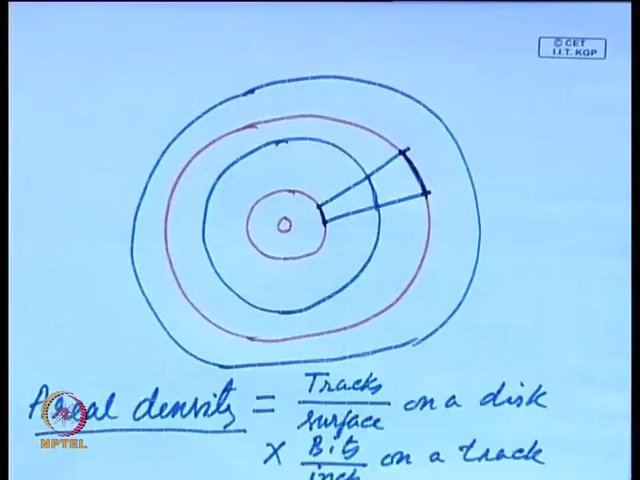 © CET
I.I.T. KGP
Areal density = Tracks/surface on a disk
× Bits/inch on a track
NPTEL